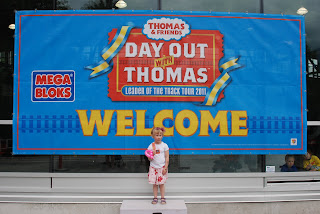 THOMAS
& FRIENDS
DAY OUT
WITH
THOMAS
LEADER OF THE TRACK TOUR 2011
MEGA
BLOKS
WELCOME